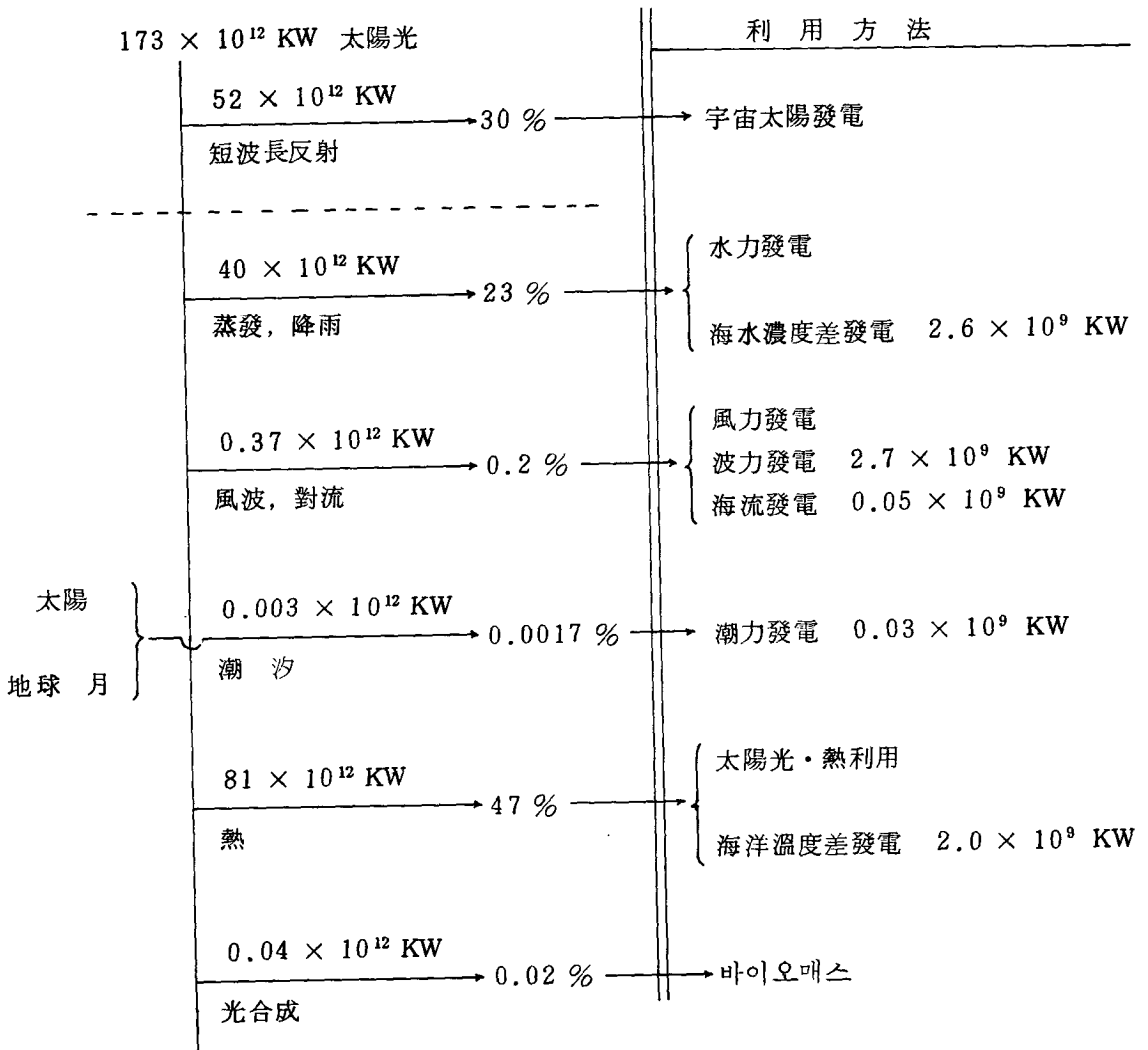 173 × 10¹² KW 太陽光
利用方法
52 × 10¹² KW
30 %
宇宙太陽發電
短波長反射
40 × 10¹² KW
23 %
水力發電
蒸發, 降雨
海水濃度差發電 2.6 × 10⁹ KW
0.37 × 10¹² KW
0.2 %
風力發電
波力發電 2.7 × 10⁹ KW
風波, 對流
海流發電 0.05 × 10⁹ KW
太陽
地球 月
0.003 × 10¹² KW
0.0017 %
潮力發電 0.03 × 10⁹ KW
潮 汐
81 × 10¹² KW
47 %
太陽光・熱利用
熱
海洋溫度差發電 2.0 × 10⁹ KW
0.04 × 10¹² KW
0.02 %
바이오매스
光合成